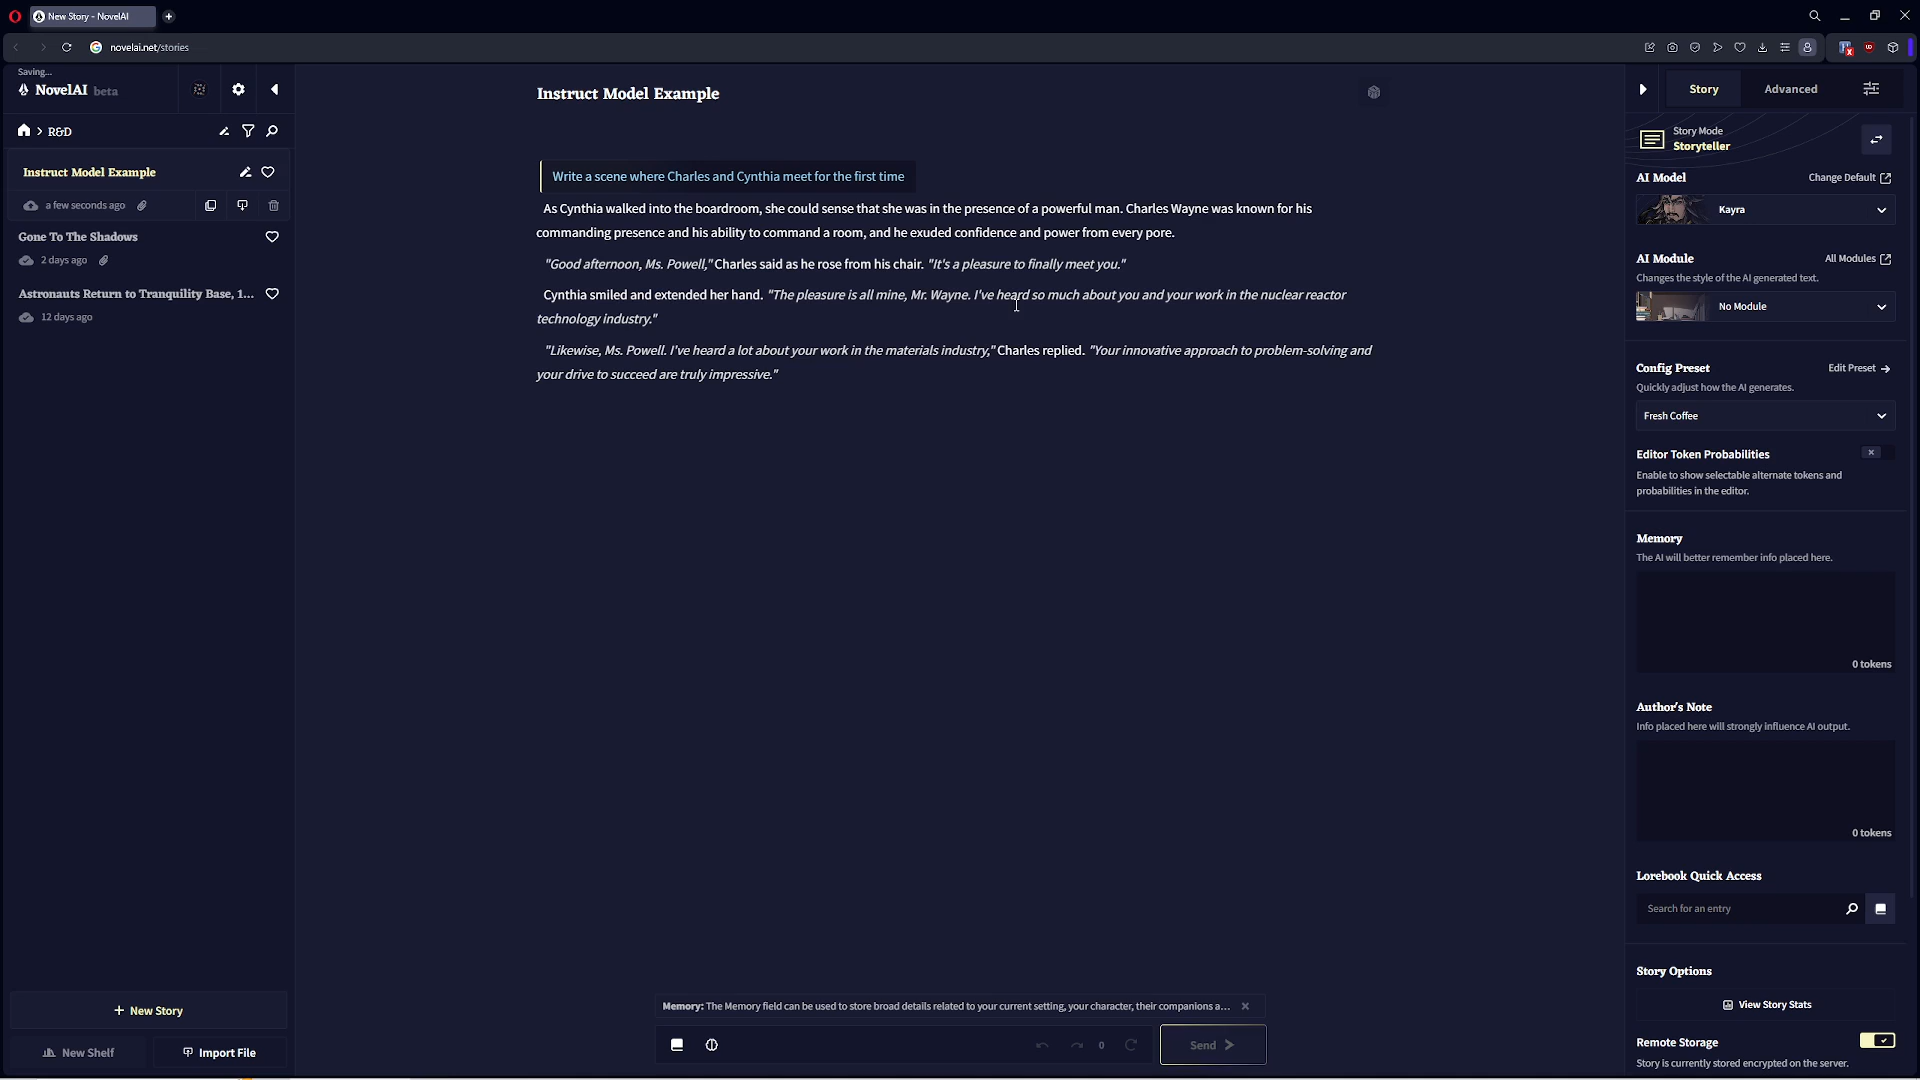 New Story - NovelAI
novelai.net/stories
Saving...
NovelAI beta
R&D
Instruct Model Example
a few seconds ago
Gone To The Shadows
2 days ago
Astronauts Return to Tranquility Base, 1...
12 days ago
+ New Story
New Shelf
Import File
Instruct Model Example
Write a scene where Charles and Cynthia meet for the first time
As Cynthia walked into the boardroom, she could sense that she was in the presence of a powerful man. Charles Wayne was known for his
commanding presence and his ability to command a room, and he exuded confidence and power from every pore.
"Good afternoon, Ms. Powell," Charles said as he rose from his chair. "It's a pleasure to finally meet you."
Cynthia smiled and extended her hand. "The pleasure is all mine, Mr. Wayne. I've heard so much about you and your work in the nuclear reactor
technology industry."
"Likewise, Ms. Powell. I've heard a lot about your work in the materials industry," Charles replied. "Your innovative approach to problem-solving and
your drive to succeed are truly impressive."
Memory: The Memory field can be used to store broad details related to your current setting, your character, their companions a...
0
Send
Story
Advanced
Story Mode
Storyteller
AI Model
Change Default
Kayra
AI Module
All Modules
Changes the style of the AI generated text.
No Module
Config Preset
Edit Preset
Quickly adjust how the AI generates.
Fresh Coffee
Editor Token Probabilities
Enable to show selectable alternate tokens and
probabilities in the editor.
Memory
The AI will better remember info placed here.
0 tokens
Author's Note
Info placed here will strongly influence AI output.
0 tokens
Lorebook Quick Access
Search for an entry
Story Options
View Story Stats
Remote Storage
Story is currently stored encrypted on the server.